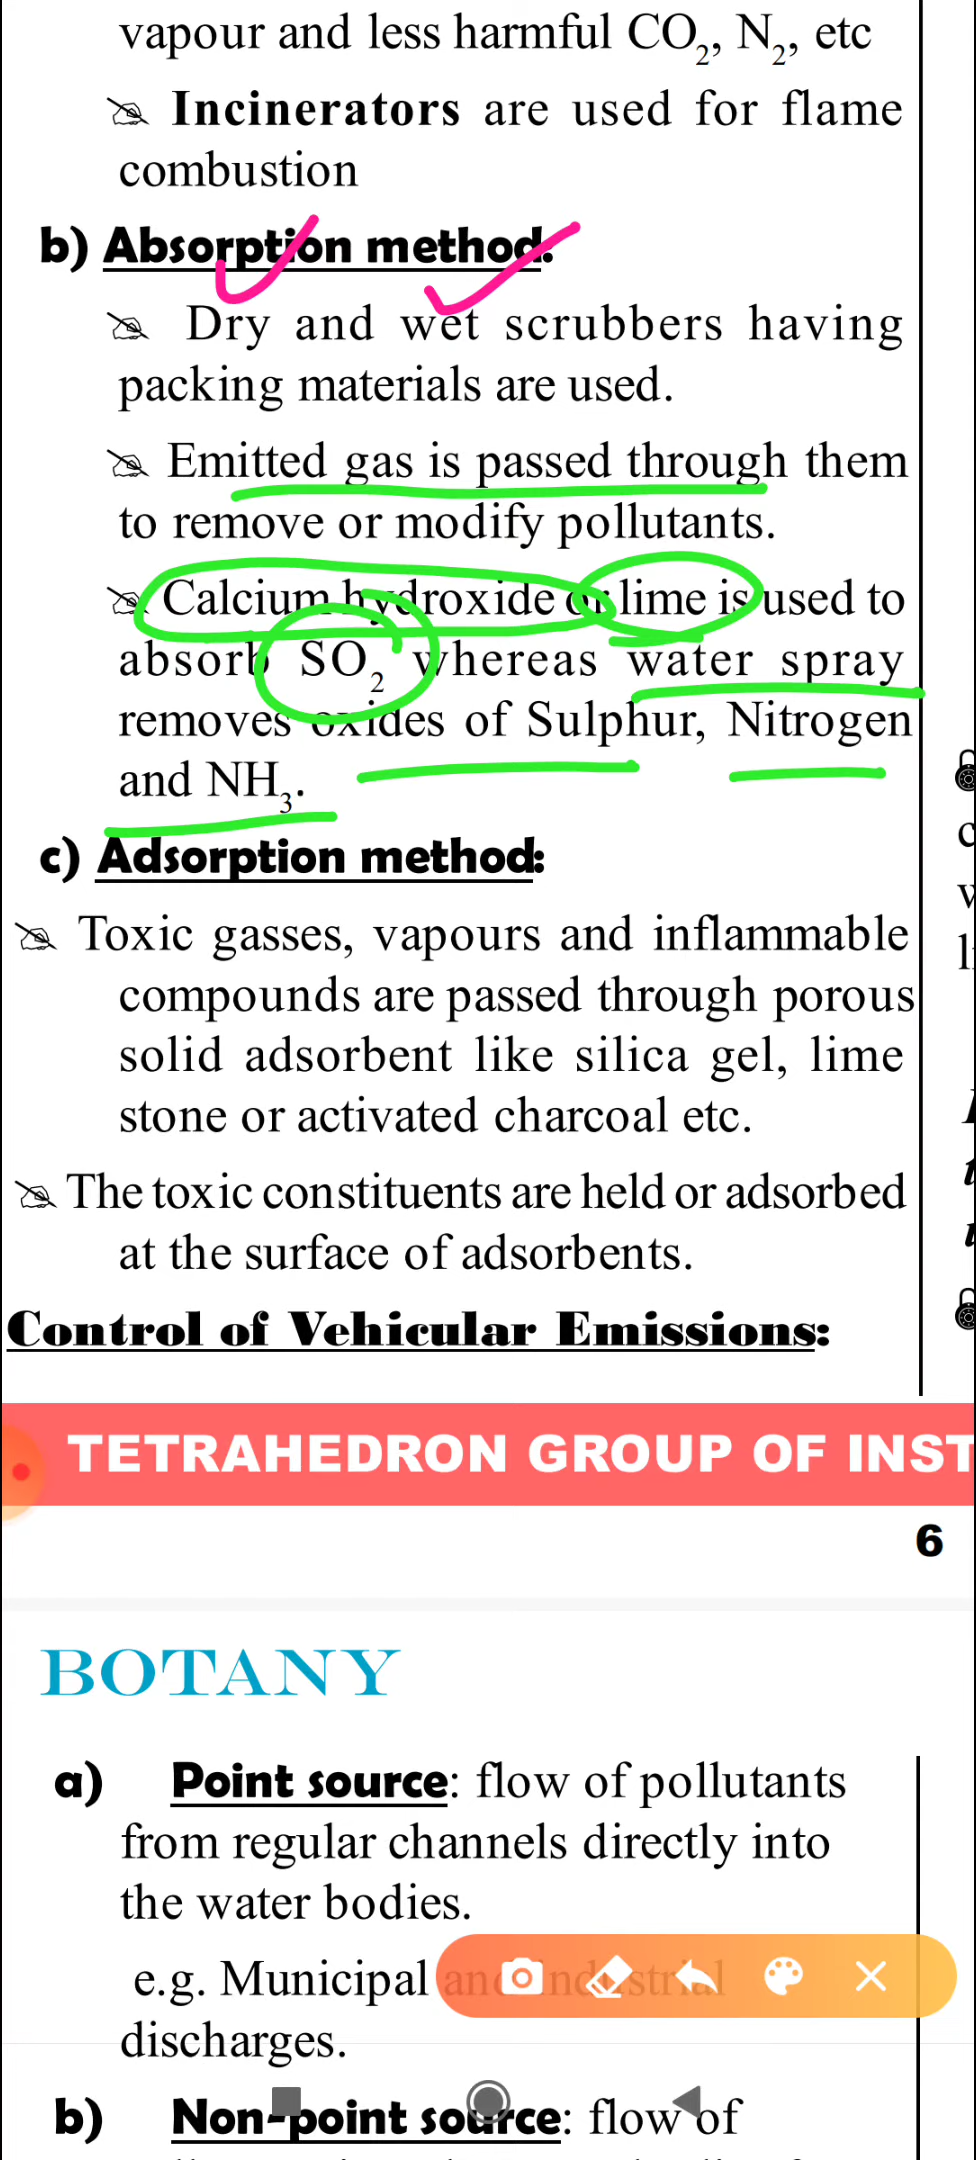 vapour and less harmful CO₂, N₂, etc
Incinerators are used for flame
combustion
b) Absorption method:
Dry and wet scrubbers having
packing materials are used.
Emitted gas is passed through them
to remove or modify pollutants.
Calcium hydroxide or lime is used to
absorb SO₂ whereas water spray
removes oxides of Sulphur, Nitrogen
and NH₃.
c) Adsorption method:
Toxic gasses, vapours and inflammable
compounds are passed through porous
solid adsorbent like silica gel, lime
stone or activated charcoal etc.
The toxic constituents are held or adsorbed
at the surface of adsorbents.
Control of Vehicular Emissions:
TETRAHEDRON GROUP OF INST
6
BOTANY
a) Point source: flow of pollutants
from regular channels directly into
the water bodies.
e.g. Municipal and Industrial
discharges.
b) Non-point source: flow of